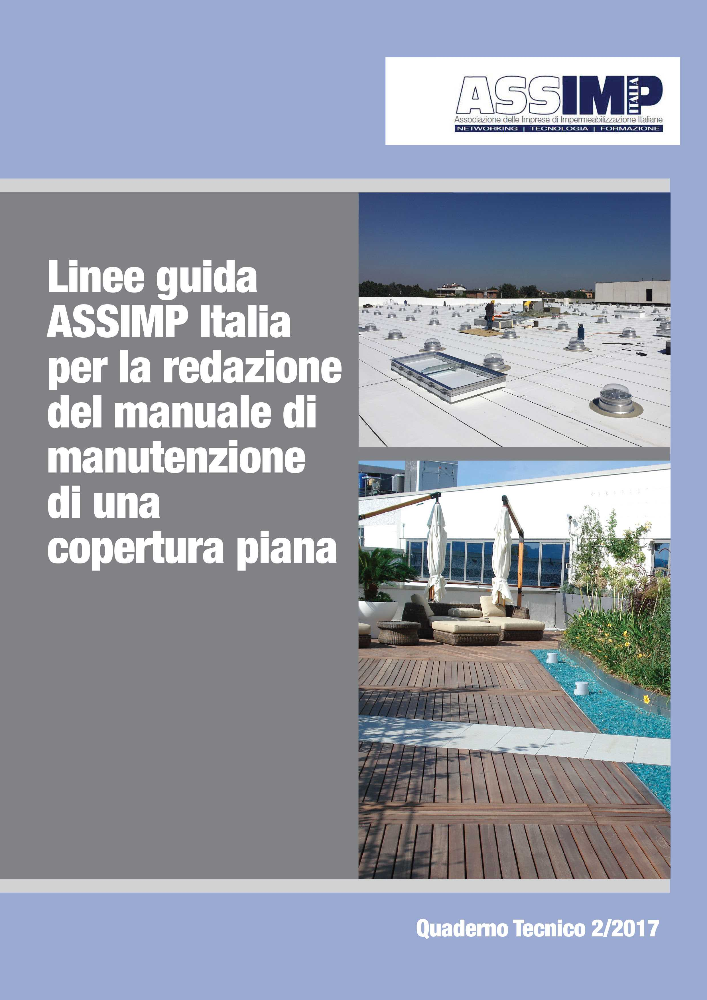 ASSIMP ITALIA
Associazione delle Imprese di Impermeabilizzazione Italiane
NETWORKING | TECNOLOGIA | FORMAZIONE
Linee guida
ASSIMP Italia
per la redazione
del manuale di
manutenzione
di una
copertura piana
Quaderno Tecnico 2/2017